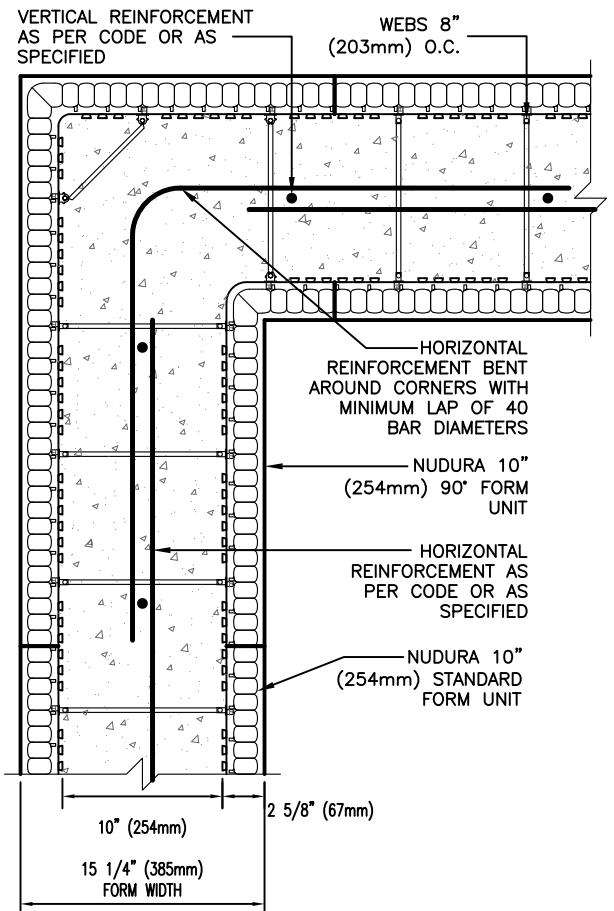 VERTICAL REINFORCEMENT
AS PER CODE OR AS
SPECIFIED
WEBS 8"
(203mm) O.C.
HORIZONTAL
REINFORCEMENT BENT
AROUND CORNERS WITH
MINIMUM LAP OF 40
BAR DIAMETERS
NUDURA 10"
(254mm) 90° FORM
UNIT
HORIZONTAL
REINFORCEMENT AS
PER CODE OR AS
SPECIFIED
NUDURA 10"
(254mm) STANDARD
FORM UNIT
2 5/8" (67mm)
10" (254mm)
15 1/4" (385mm)
FORM WIDTH